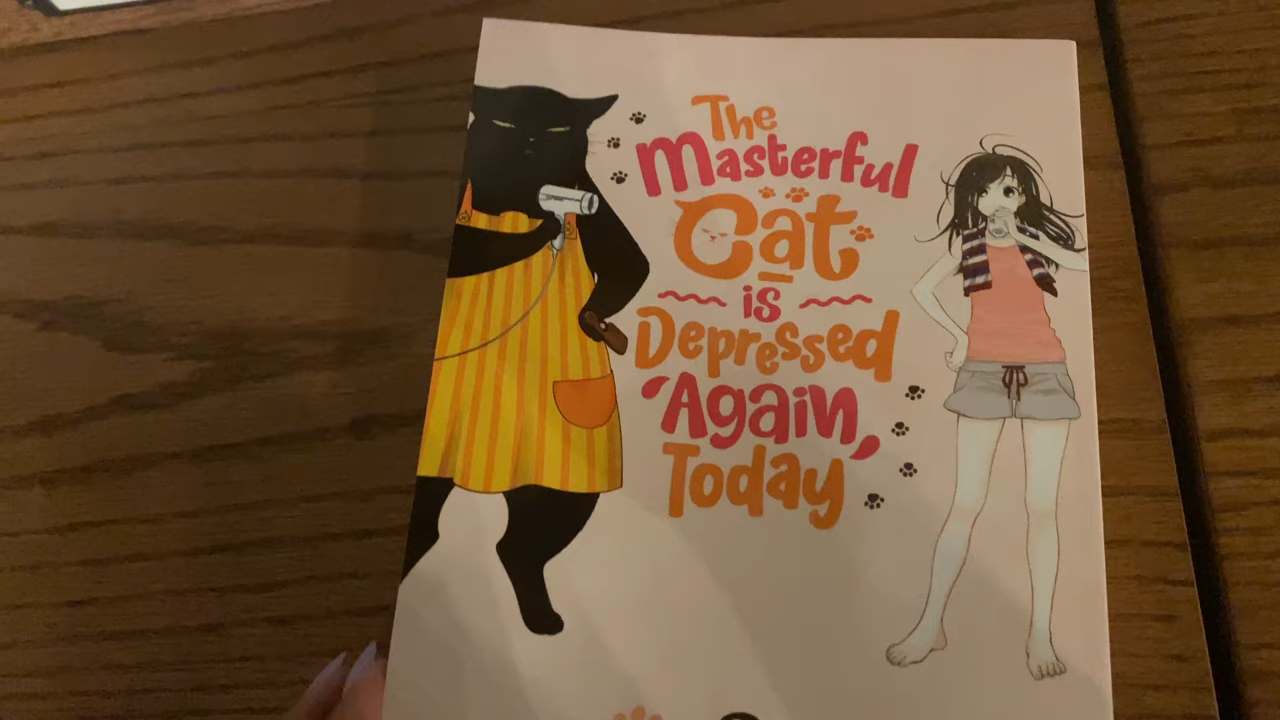 The
Masterful
Cat
is
Depressed
‘Again,
Today